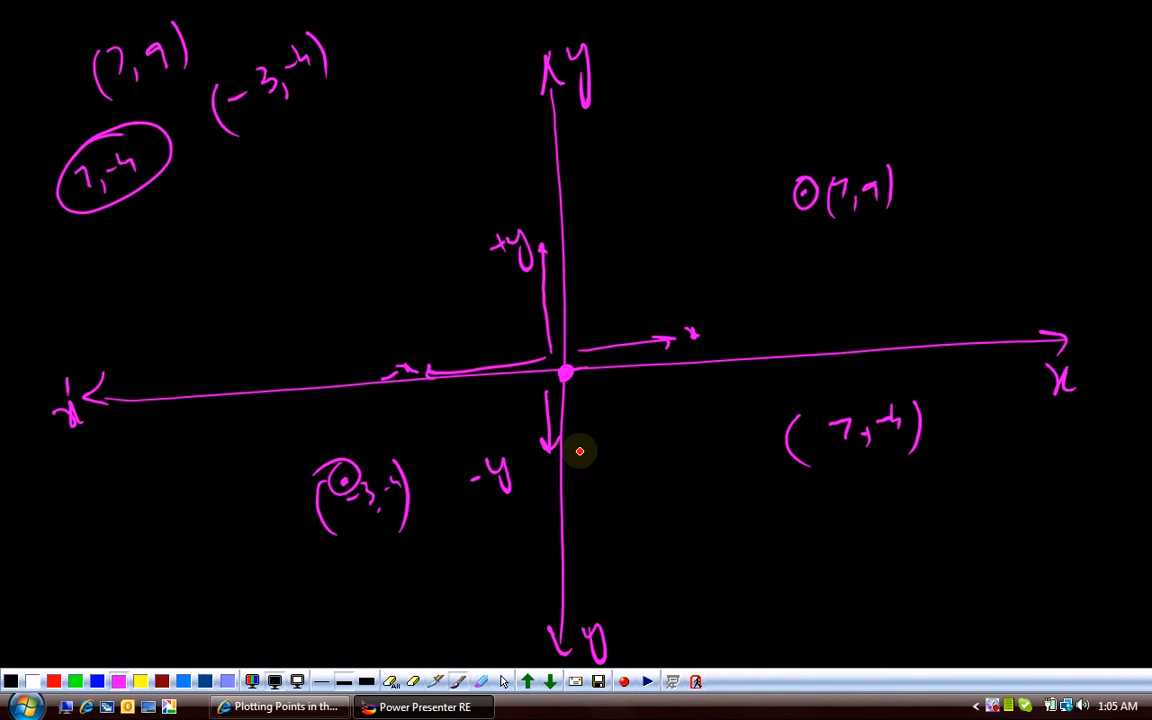 (7,9)
(-3,-4)
7,-4
y
(7,9)
+y
x
-x
x
x
(7,-4)
-y
(-3,-4)
y
All
Plotting Points in th...
Power Presenter RE
1:05 AM